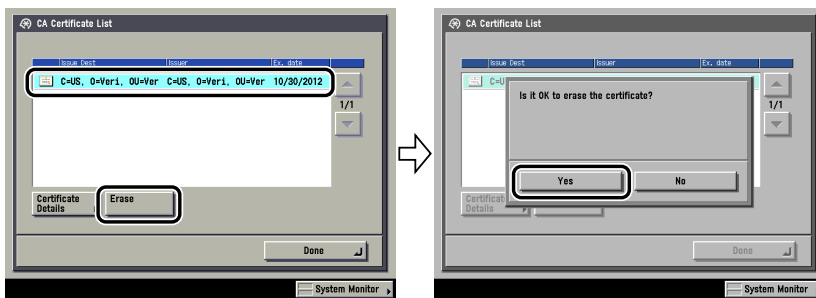 CA Certificate List
Issue Dest Issuer Ex. date
C=US, O=Veri, OU=Ver C=US, O=Veri, OU=Ver 10/30/2012
1/1
Certificate Details
Erase
Done
System Monitor
CA Certificate List
Issue Dest Issuer Ex. date
C=U
Is it OK to erase the certificate?
1/1
Yes No
Certificat
Details
Done
System Monitor